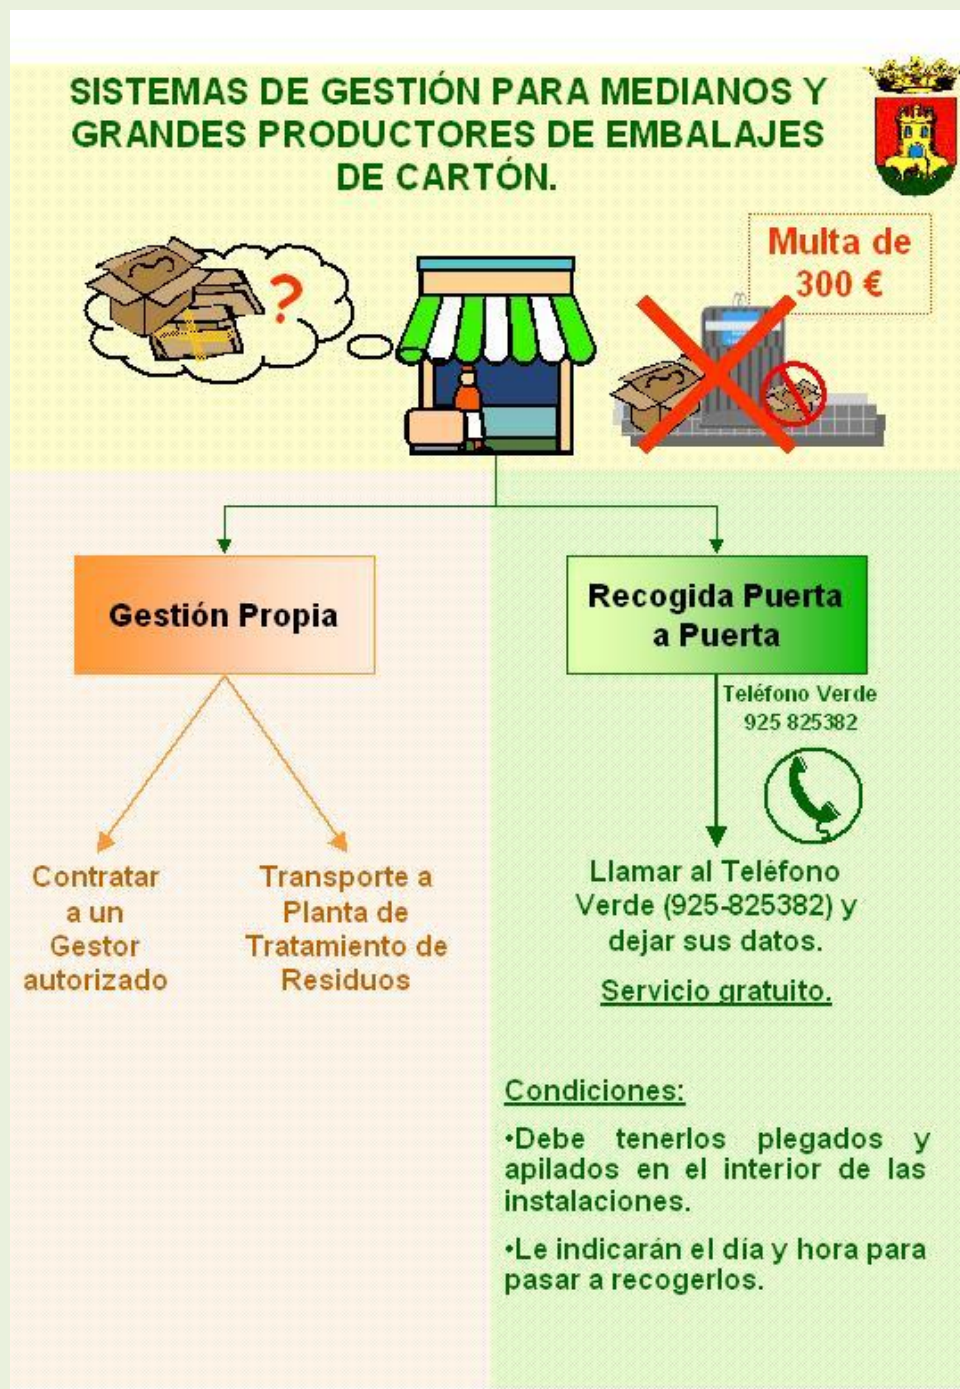 SISTEMAS DE GESTIÓN PARA MEDIANOS Y
GRANDES PRODUCTORES DE EMBALAJES
DE CARTÓN.
?
Multa de
300 €
Gestión Propia
Recogida Puerta
a Puerta
Teléfono Verde
925 825382
Contratar
a un
Gestor
autorizado
Transporte a
Planta de
Tratamiento de
Residuos
Llamar al Teléfono
Verde (925-825382) y
dejar sus datos.
Servicio gratuito.
Condiciones:
•Debe tenerlos plegados y
apilados en el interior de las
instalaciones.
•Le indicarán el día y hora para
pasar a recogerlos.